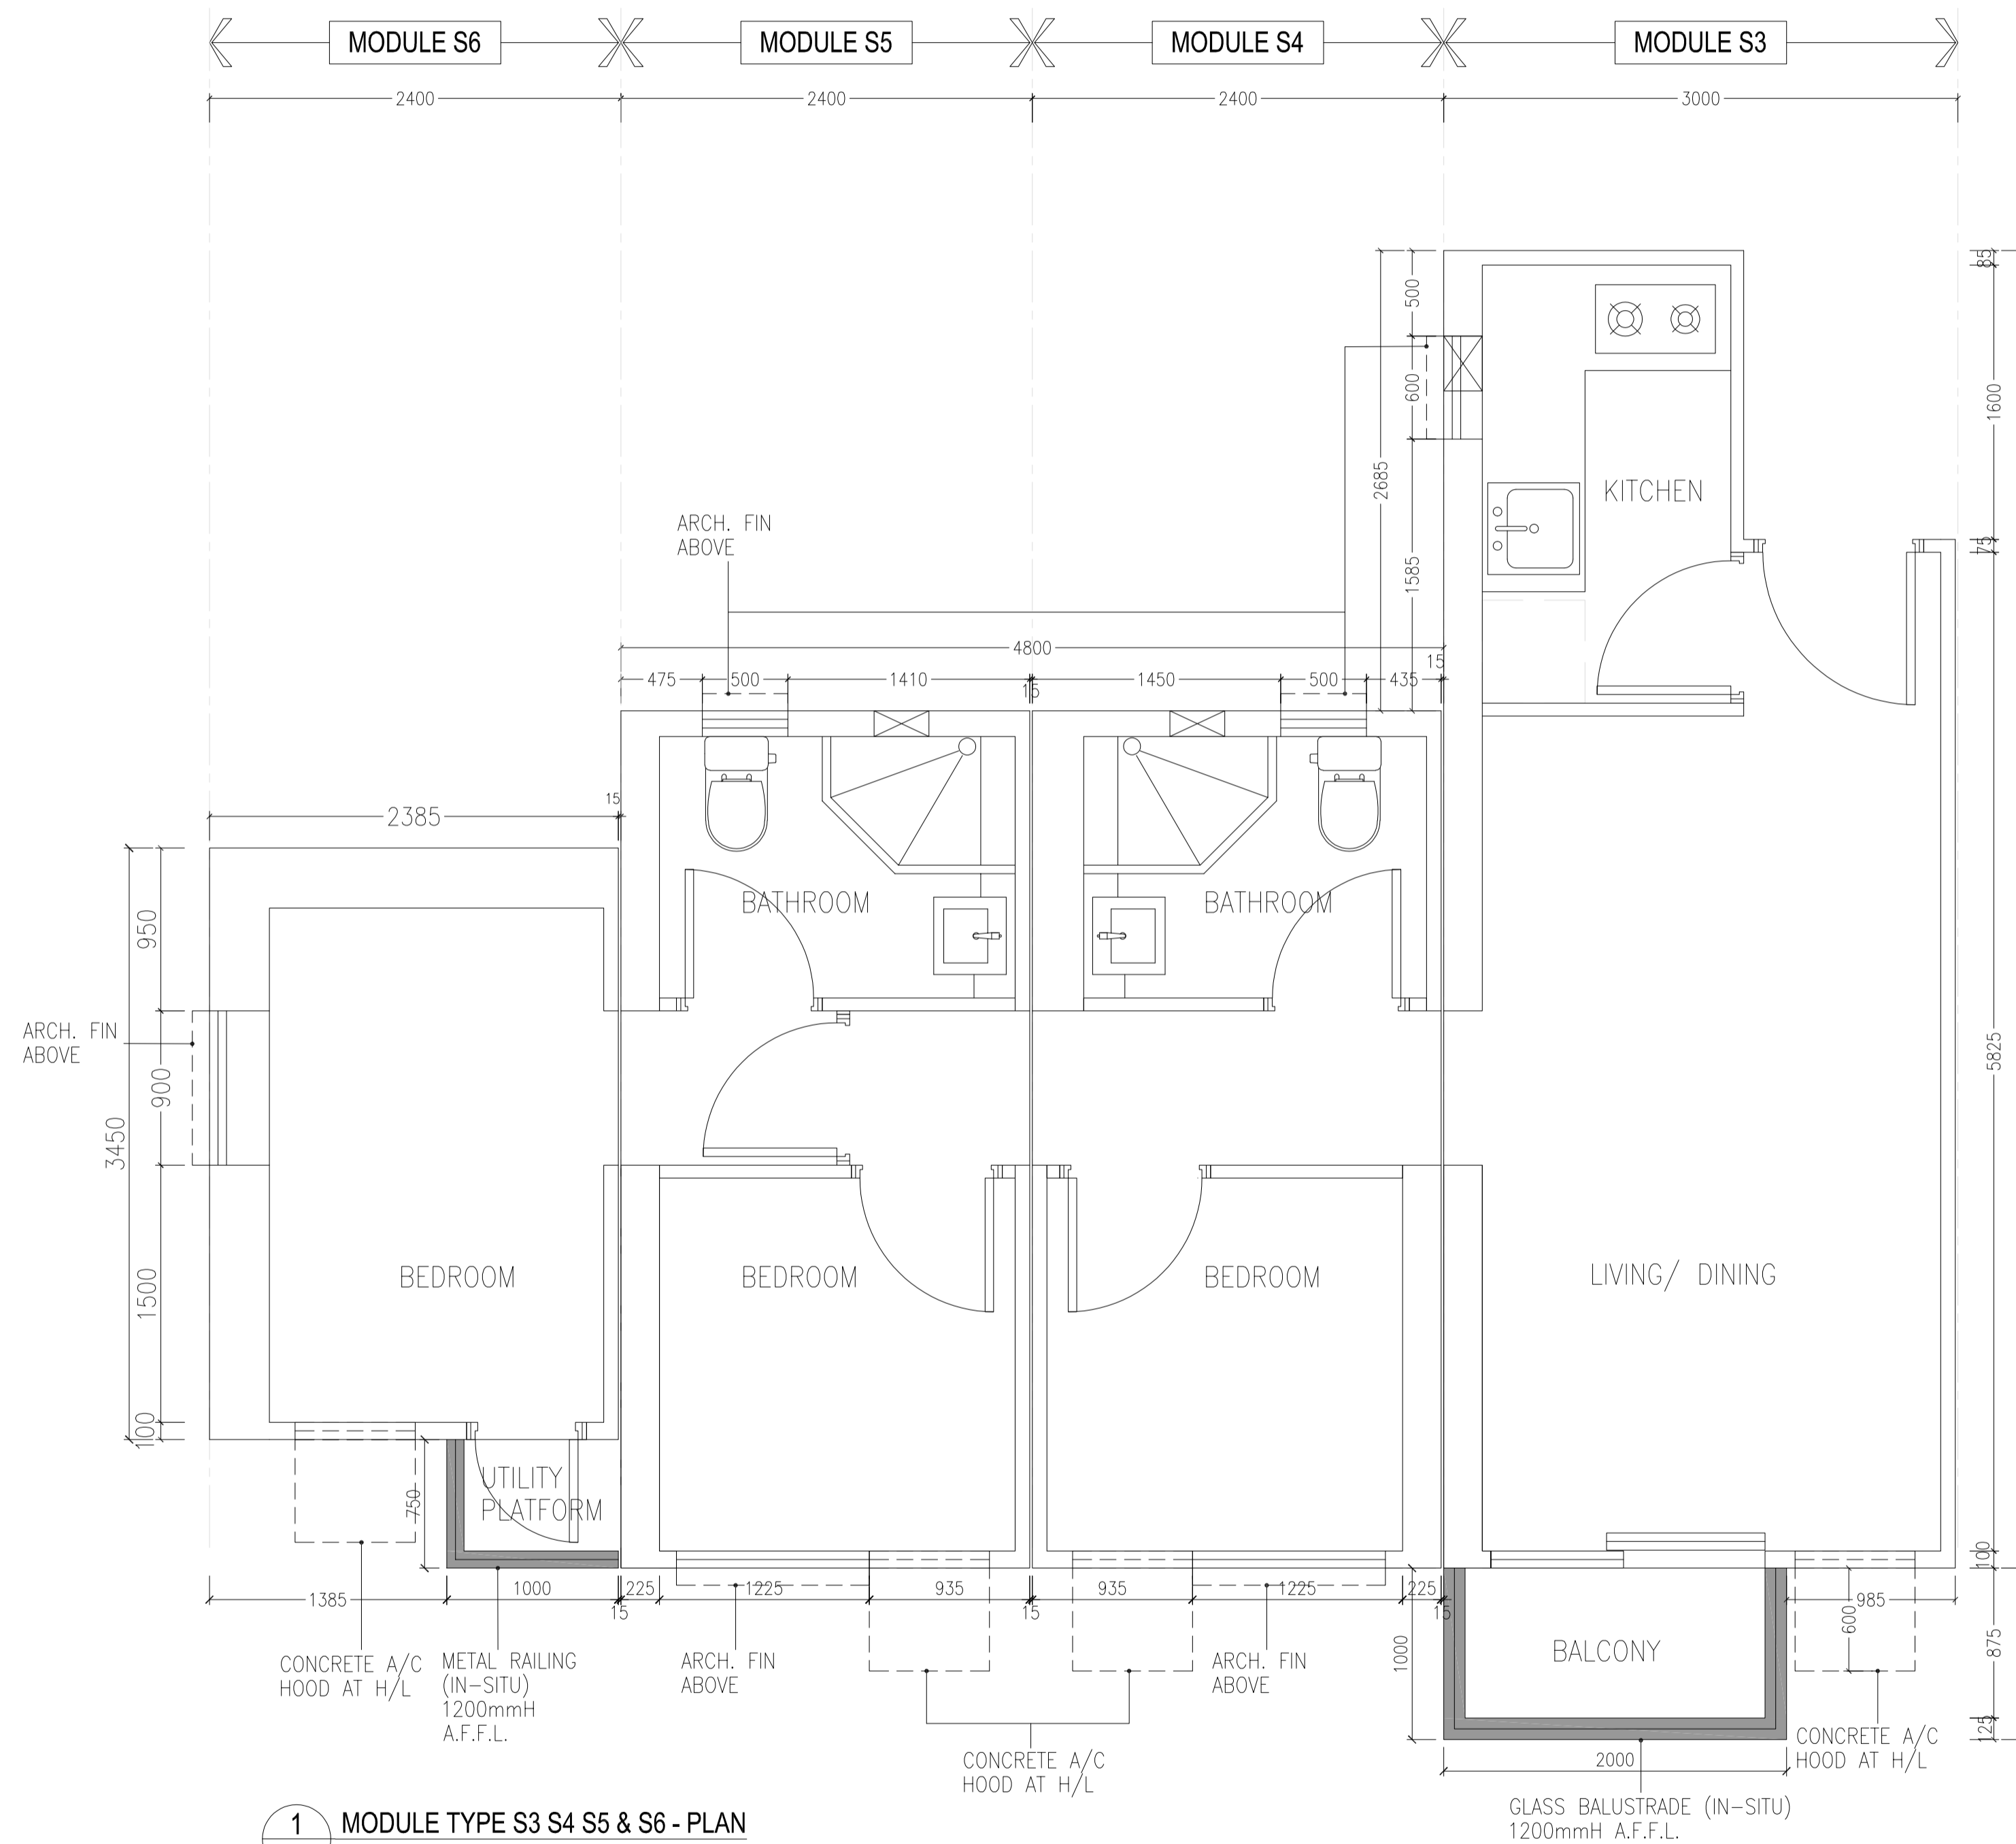 MODULE S6
MODULE S5
MODULE S4
MODULE S3
2400
2400
2400
3000
85
500
1600
600
2685
KITCHEN
ARCH. FIN
ABOVE
75
1585
4800
15
475
500
1410
15
1450
500
435
2385
15
950
BATHROOM
BATHROOM
ARCH. FIN
ABOVE
900
3450
5825
1500
BEDROOM
BEDROOM
BEDROOM
LIVING/ DINING
100
UTILITY
PLATFORM
750
100
1385
1000
15
225
1225
935
15
935
1225
225
15
985
600
1000
875
BALCONY
CONCRETE A/C
HOOD AT H/L
METAL RAILING
(IN-SITU)
1200mmH
A.F.F.L.
ARCH. FIN
ABOVE
ARCH. FIN
ABOVE
125
CONCRETE A/C
HOOD AT H/L
CONCRETE A/C
HOOD AT H/L
2000
GLASS BALUSTRADE (IN-SITU)
1200mmH A.F.F.L.
1
MODULE TYPE S3 S4 S5 & S6 - PLAN